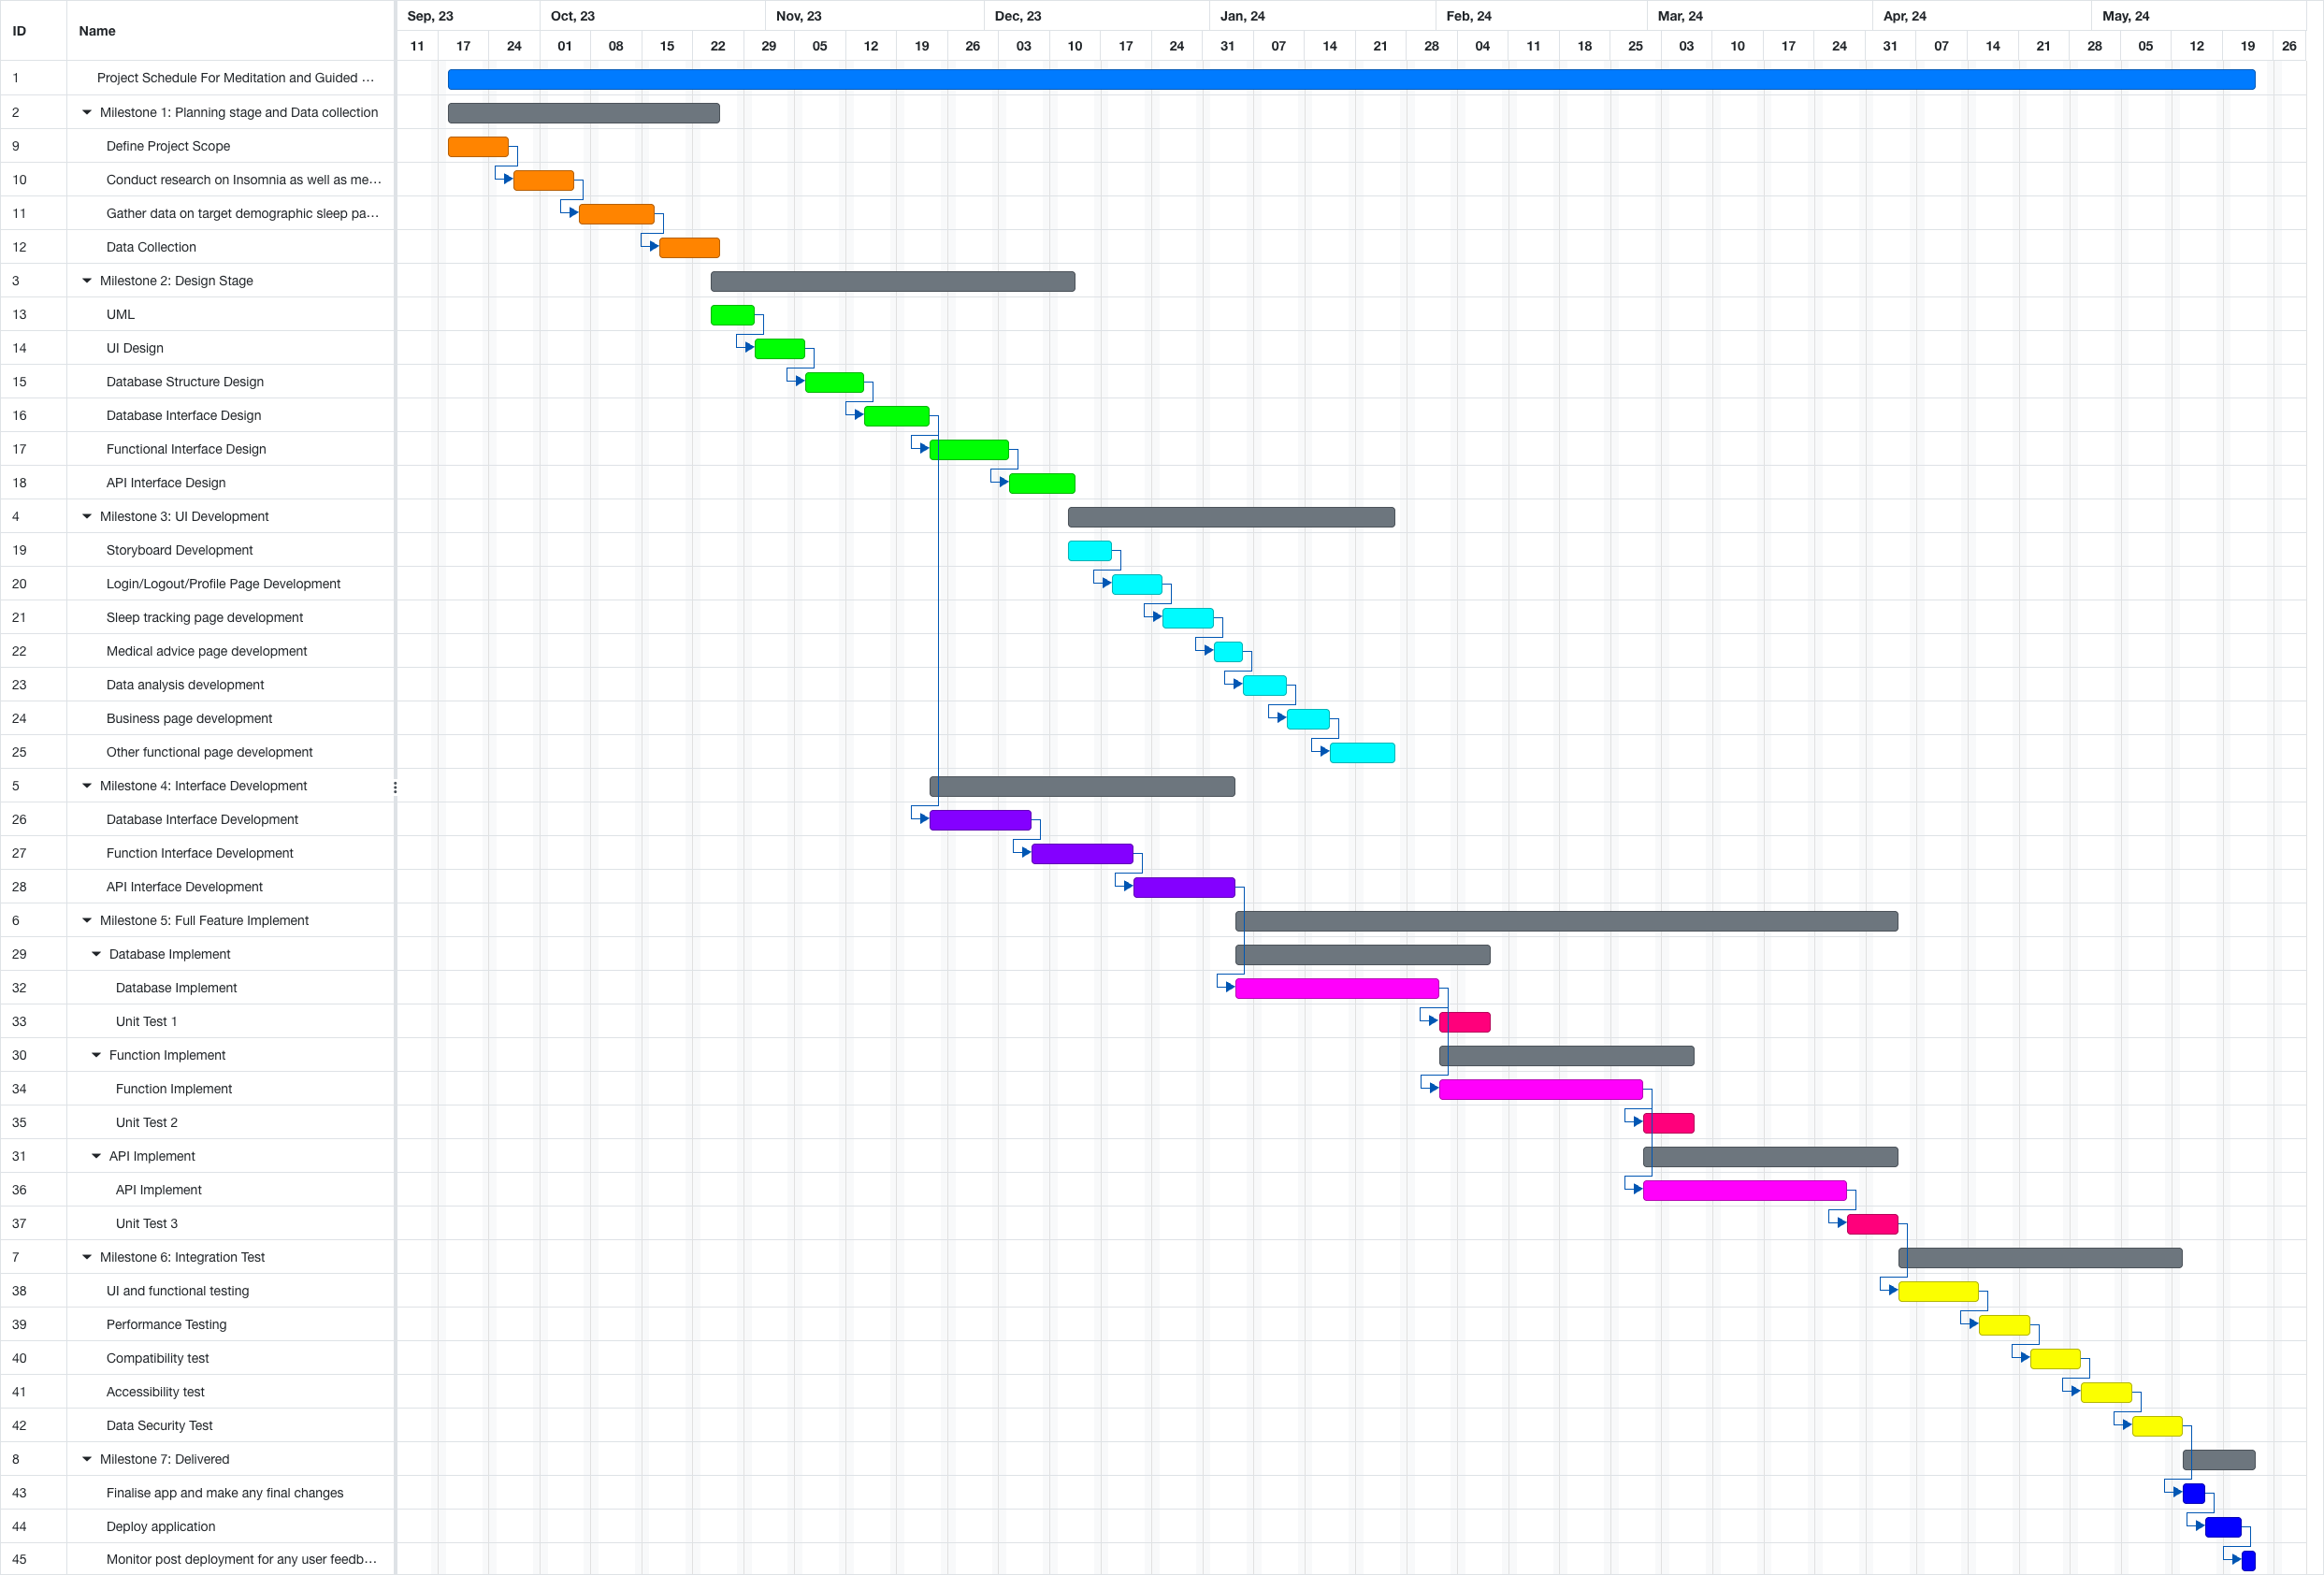 ID Name Sep, 23 Oct, 23 Nov, 23 Dec, 23 Jan, 24 Feb, 24 Mar, 24 Apr, 24 May, 24
11 17 24 01 08 15 22 29 05 12 19 26 03 10 17 24 31 07 14 21 28 04 11 18 25 03 10 17 24 31 07 14 21 28 05 12 19 26
1 Project Schedule For Meditation and Guided ...
2 Milestone 1: Planning stage and Data collection
9 Define Project Scope
10 Conduct research on Insomnia as well as me...
11 Gather data on target demographic sleep pa...
12 Data Collection
3 Milestone 2: Design Stage
13 UML
14 UI Design
15 Database Structure Design
16 Database Interface Design
17 Functional Interface Design
18 API Interface Design
4 Milestone 3: UI Development
19 Storyboard Development
20 Login/Logout/Profile Page Development
21 Sleep tracking page development
22 Medical advice page development
23 Data analysis development
24 Business page development
25 Other functional page development
5 Milestone 4: Interface Development
26 Database Interface Development
27 Function Interface Development
28 API Interface Development
6 Milestone 5: Full Feature Implement
29 Database Implement
32 Database Implement
33 Unit Test 1
30 Function Implement
34 Function Implement
35 Unit Test 2
31 API Implement
36 API Implement
37 Unit Test 3
7 Milestone 6: Integration Test
38 UI and functional testing
39 Performance Testing
40 Compatibility test
41 Accessibility test
42 Data Security Test
8 Milestone 7: Delivered
43 Finalise app and make any final changes
44 Deploy application
45 Monitor post deployment for any user feedb...